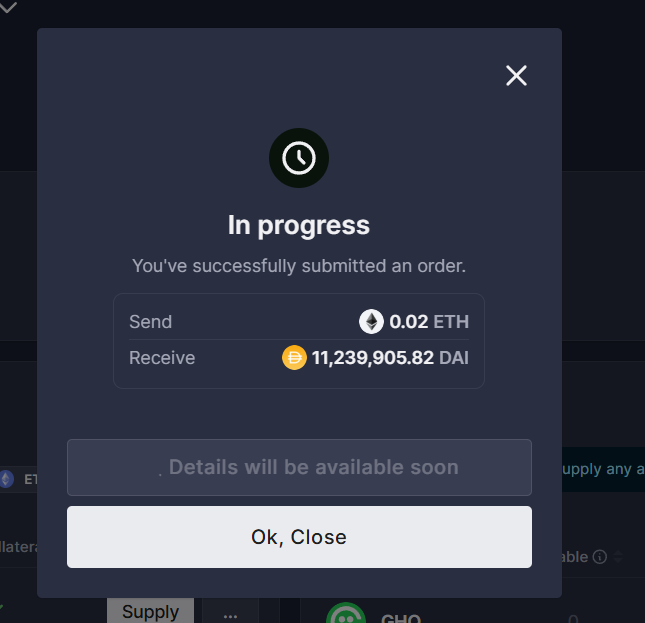 In progress
You've successfully submitted an order.
Send 0.02 ETH
Receive 11,239,905.82 DAI
. Details will be available soon
ET
upply any a
Ok, Close
llatera
able
Supply ...
GHO 0